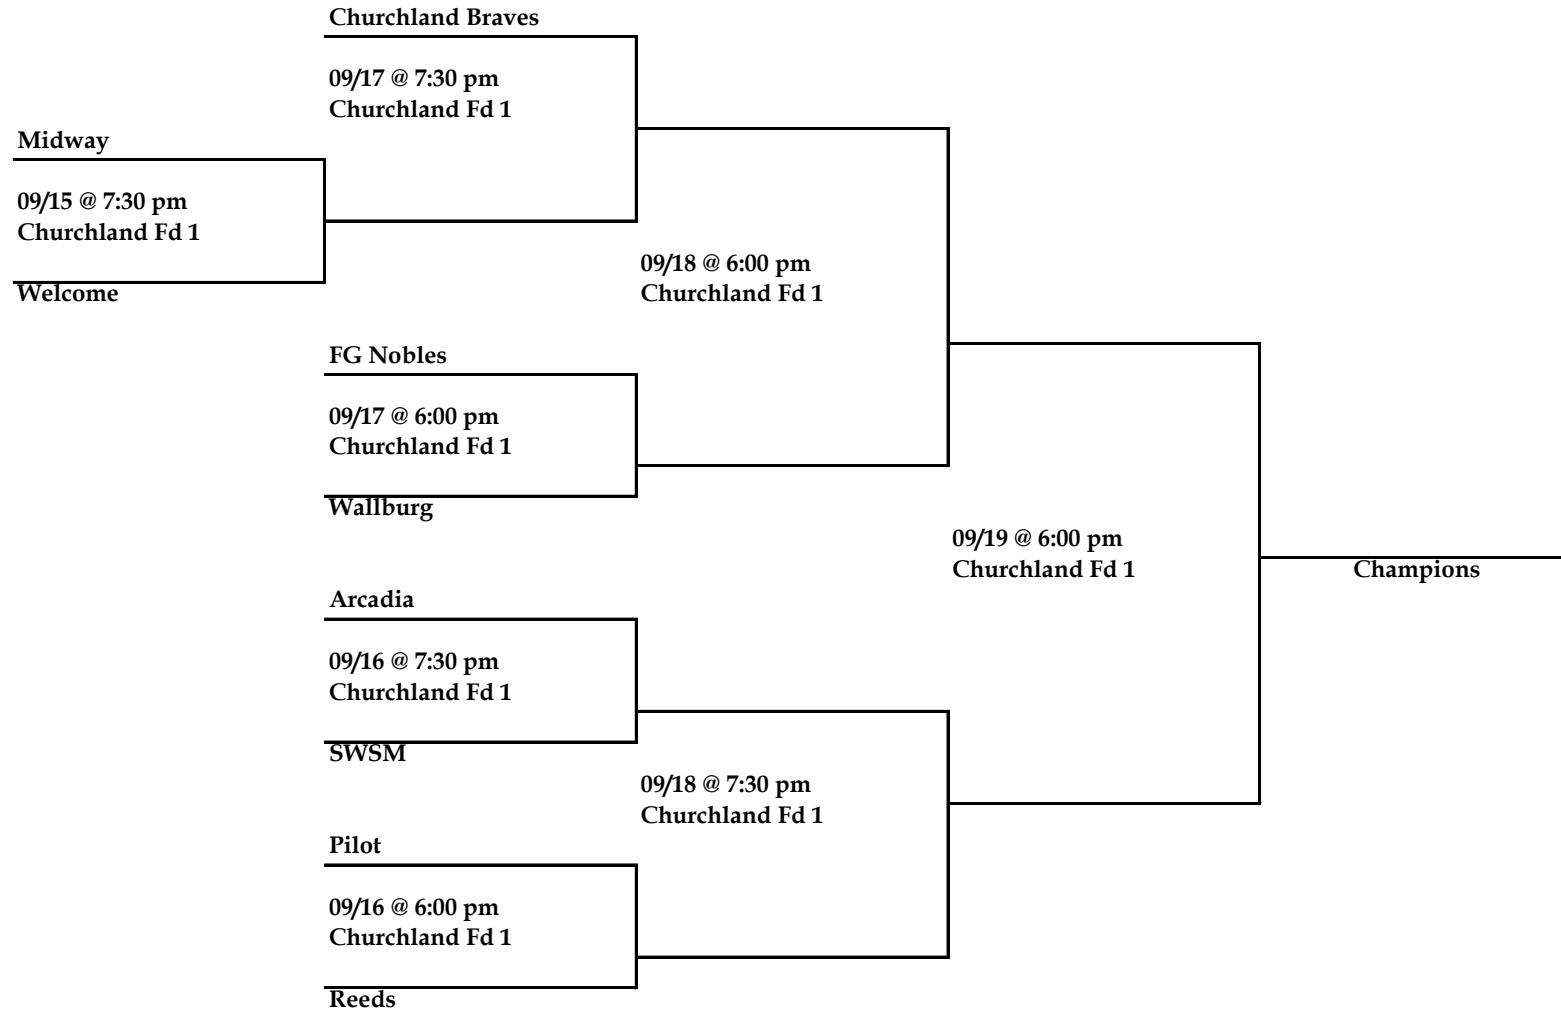 Churchland Braves
09/17 @ 7:30 pm
Churchland Fd 1
Midway
09/15 @ 7:30 pm
Churchland Fd 1
Welcome
09/18 @ 6:00 pm
Churchland Fd 1
FG Nobles
09/17 @ 6:00 pm
Churchland Fd 1
Wallburg
09/19 @ 6:00 pm
Churchland Fd 1
Champions
Arcadia
09/16 @ 7:30 pm
Churchland Fd 1
SWSM
09/18 @ 7:30 pm
Churchland Fd 1
Pilot
09/16 @ 6:00 pm
Churchland Fd 1
Reeds